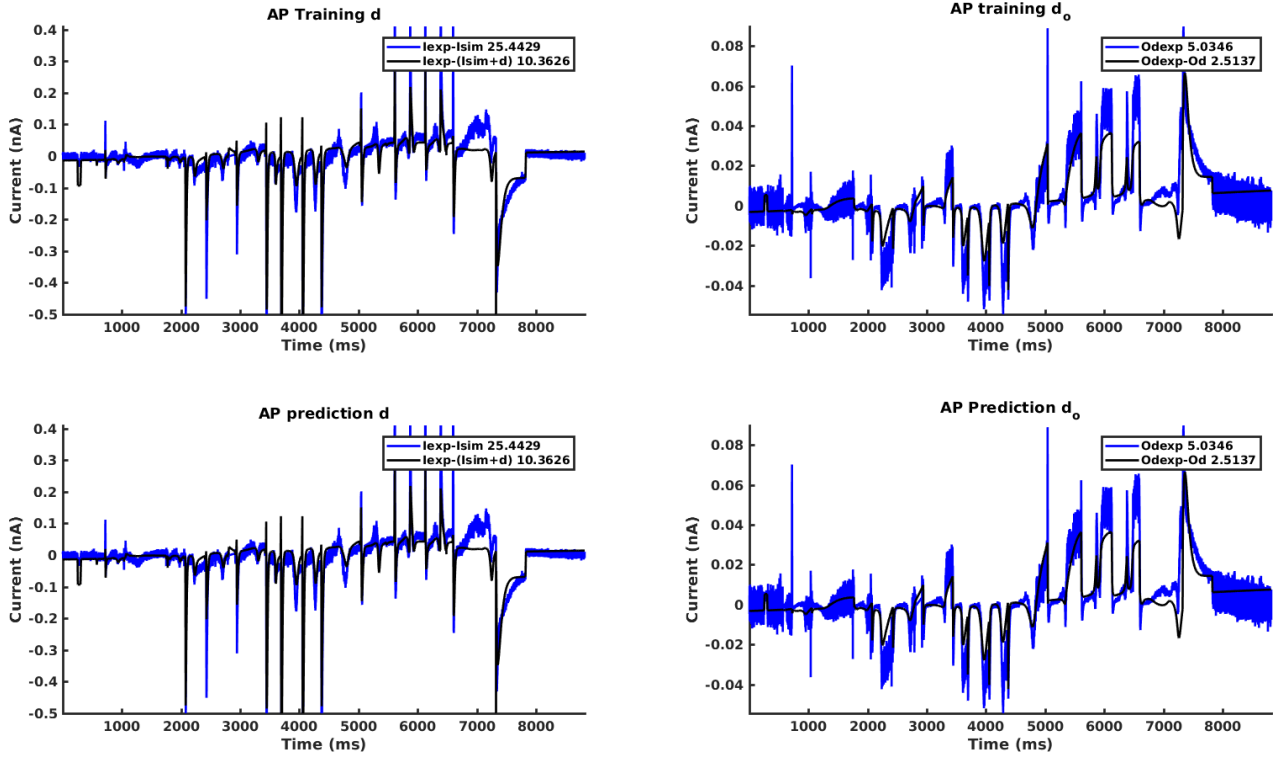 AP Training d
0.4
0.3
0.2
0.1
0
-0.1
-0.2
-0.3
-0.4
-0.5
Current (nA)
Iexp-Isim 25.4429
Iexp-(Isim+d) 10.3626
1000 2000 3000 4000 5000 6000 7000 8000
Time (ms)
AP training do
0.08
0.06
0.04
0.02
0
-0.02
-0.04
Current (nA)
Odexp 5.0346
Odexp-Od 2.5137
1000 2000 3000 4000 5000 6000 7000 8000
Time (ms)
AP prediction d
0.4
0.3
0.2
0.1
0
-0.1
-0.2
-0.3
-0.4
-0.5
Current (nA)
Iexp-Isim 25.4429
Iexp-(Isim+d) 10.3626
1000 2000 3000 4000 5000 6000 7000 8000
Time (ms)
AP Prediction do
0.08
0.06
0.04
0.02
0
-0.02
-0.04
Current (nA)
Odexp 5.0346
Odexp-Od 2.5137
1000 2000 3000 4000 5000 6000 7000 8000
Time (ms)